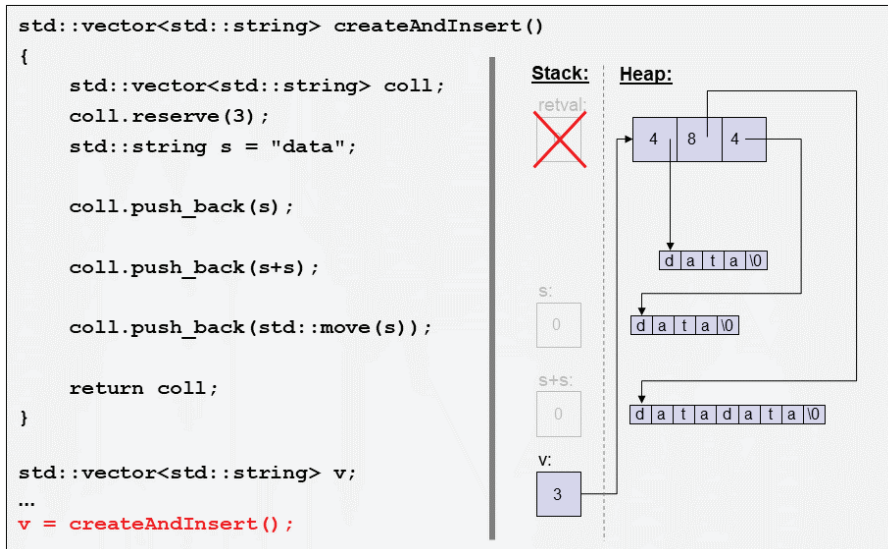 std::vector<std::string> createAndInsert()
{
std::vector<std::string> coll;
coll.reserve(3);
std::string s = "data";
coll.push_back(s);
coll.push_back(s+s);
coll.push_back(std::move(s));
return coll;
}
std::vector<std::string> v;
...
v = createAndInsert();
Stack:
Heap:
retval:
4 8 4
d a t a \0
s:
0
d a t a \0
s+s:
0
d a t a d a t a \0
v:
3